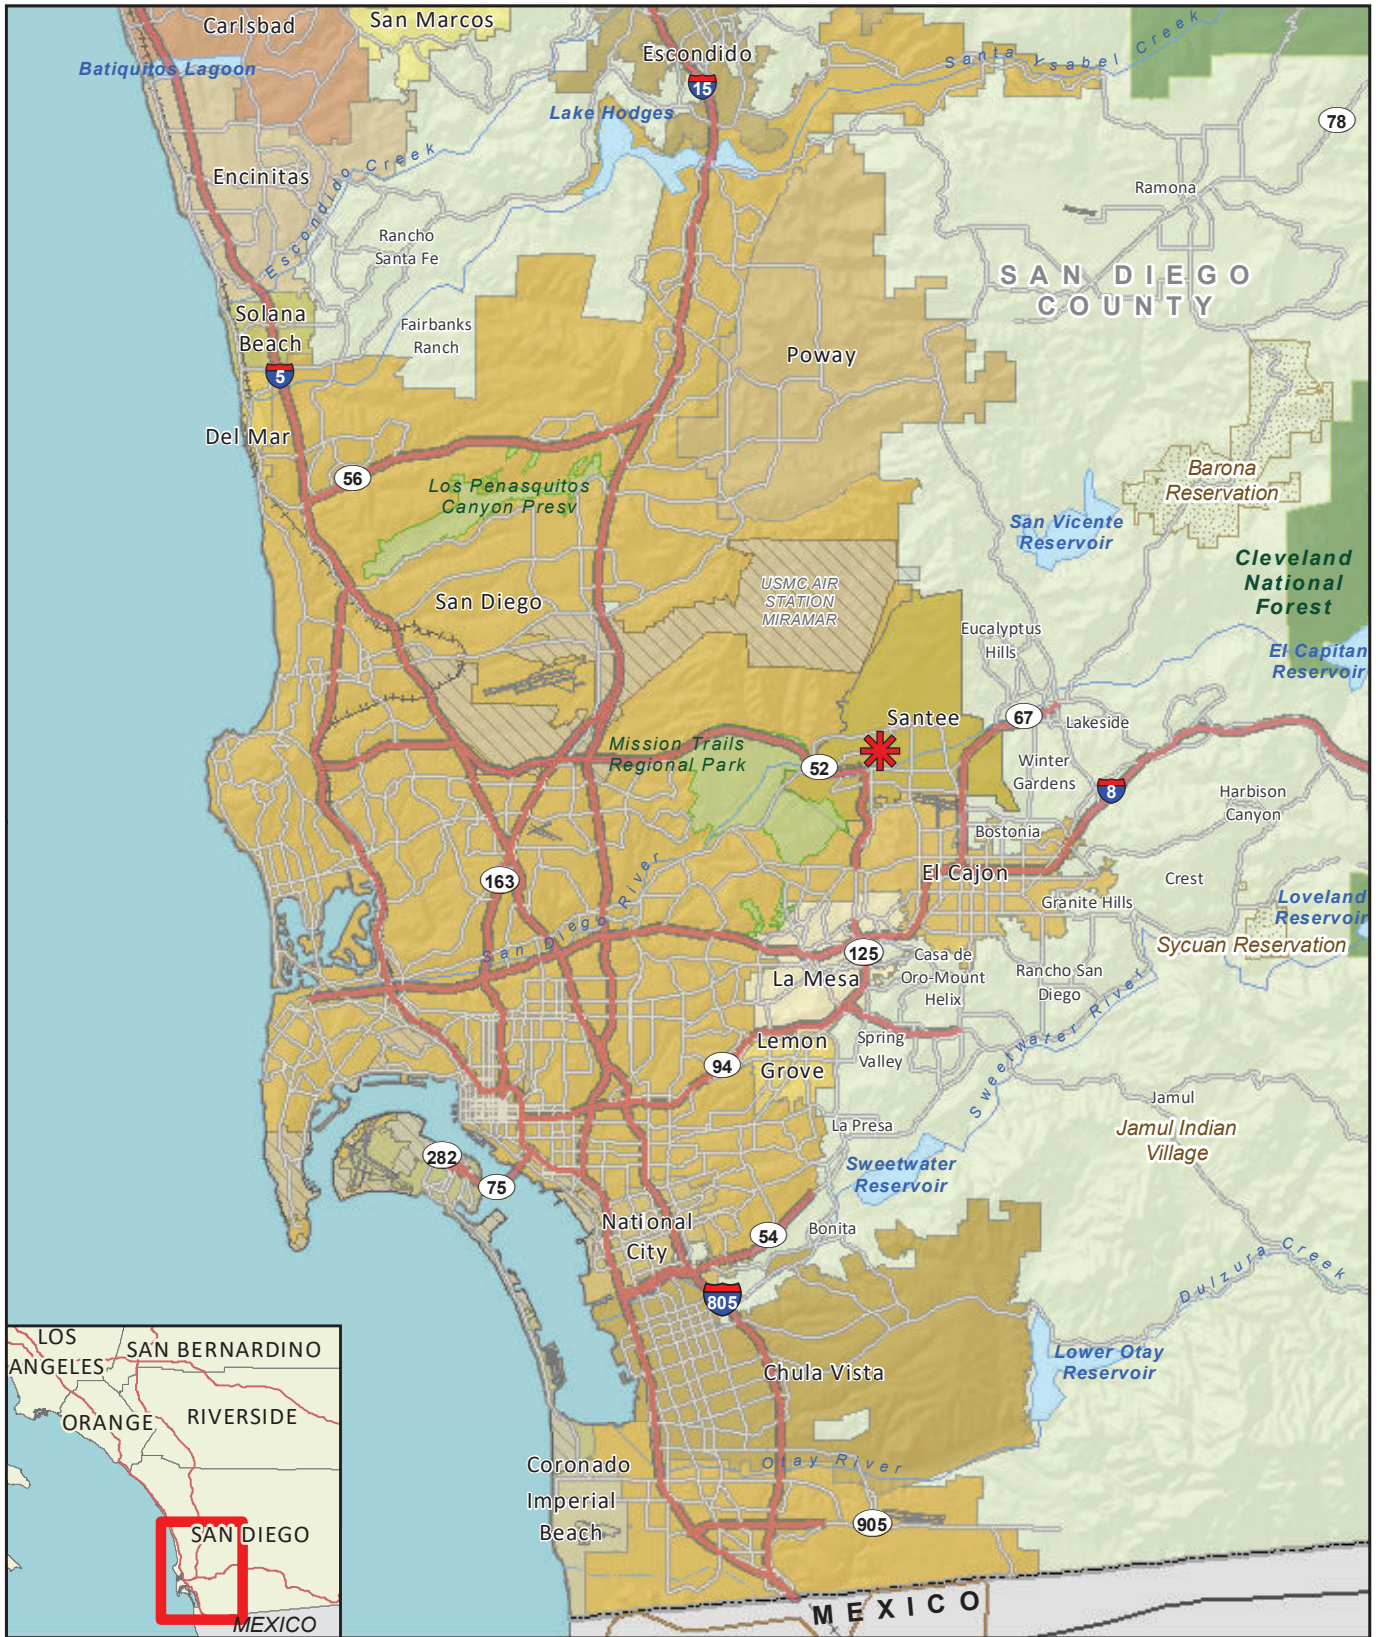 Carlsbad
San Marcos
Escondido
Batiquitos Lagoon
15
Lake Hodges
Santa Ysabel Creek
78
Encinitas
Escondido Creek
Ramona
Rancho
Santa Fe
SAN DIEGO
COUNTY
Solana
Beach
Fairbanks
Ranch
Poway
5
Del Mar
56
Los Penasquitos
Canyon Presv
Barona
Reservation
San Vicente
Reservoir
Cleveland
National
Forest
USMC AIR
STATION
MIRAMAR
San Diego
Eucalyptus
Hills
El Capitan
Reservoir
Santee
67
Lakeside
Mission Trails
Regional Park
52
Winter
Gardens
8
Harbison
Canyon
Bostonia
163
El Cajon
Crest
Granite Hills
Loveland
Reservoir
San Diego River
Sycuan Reservation
125
Casa de
Oro-Mount
Helix
La Mesa
Rancho San
Diego
Sweetwater River
Lemon
Grove
Spring
Valley
94
Jamul
La Presa
Jamul Indian
Village
282
75
Sweetwater
Reservoir
National
City
54
Bonita
Dulzura Creek
805
Lower Otay
Reservoir
Chula Vista
Otay River
Coronado
Imperial
Beach
905
MEXICO
LOS
ANGELES
SAN BERNARDINO
ORANGE
RIVERSIDE
SAN DIEGO
MEXICO